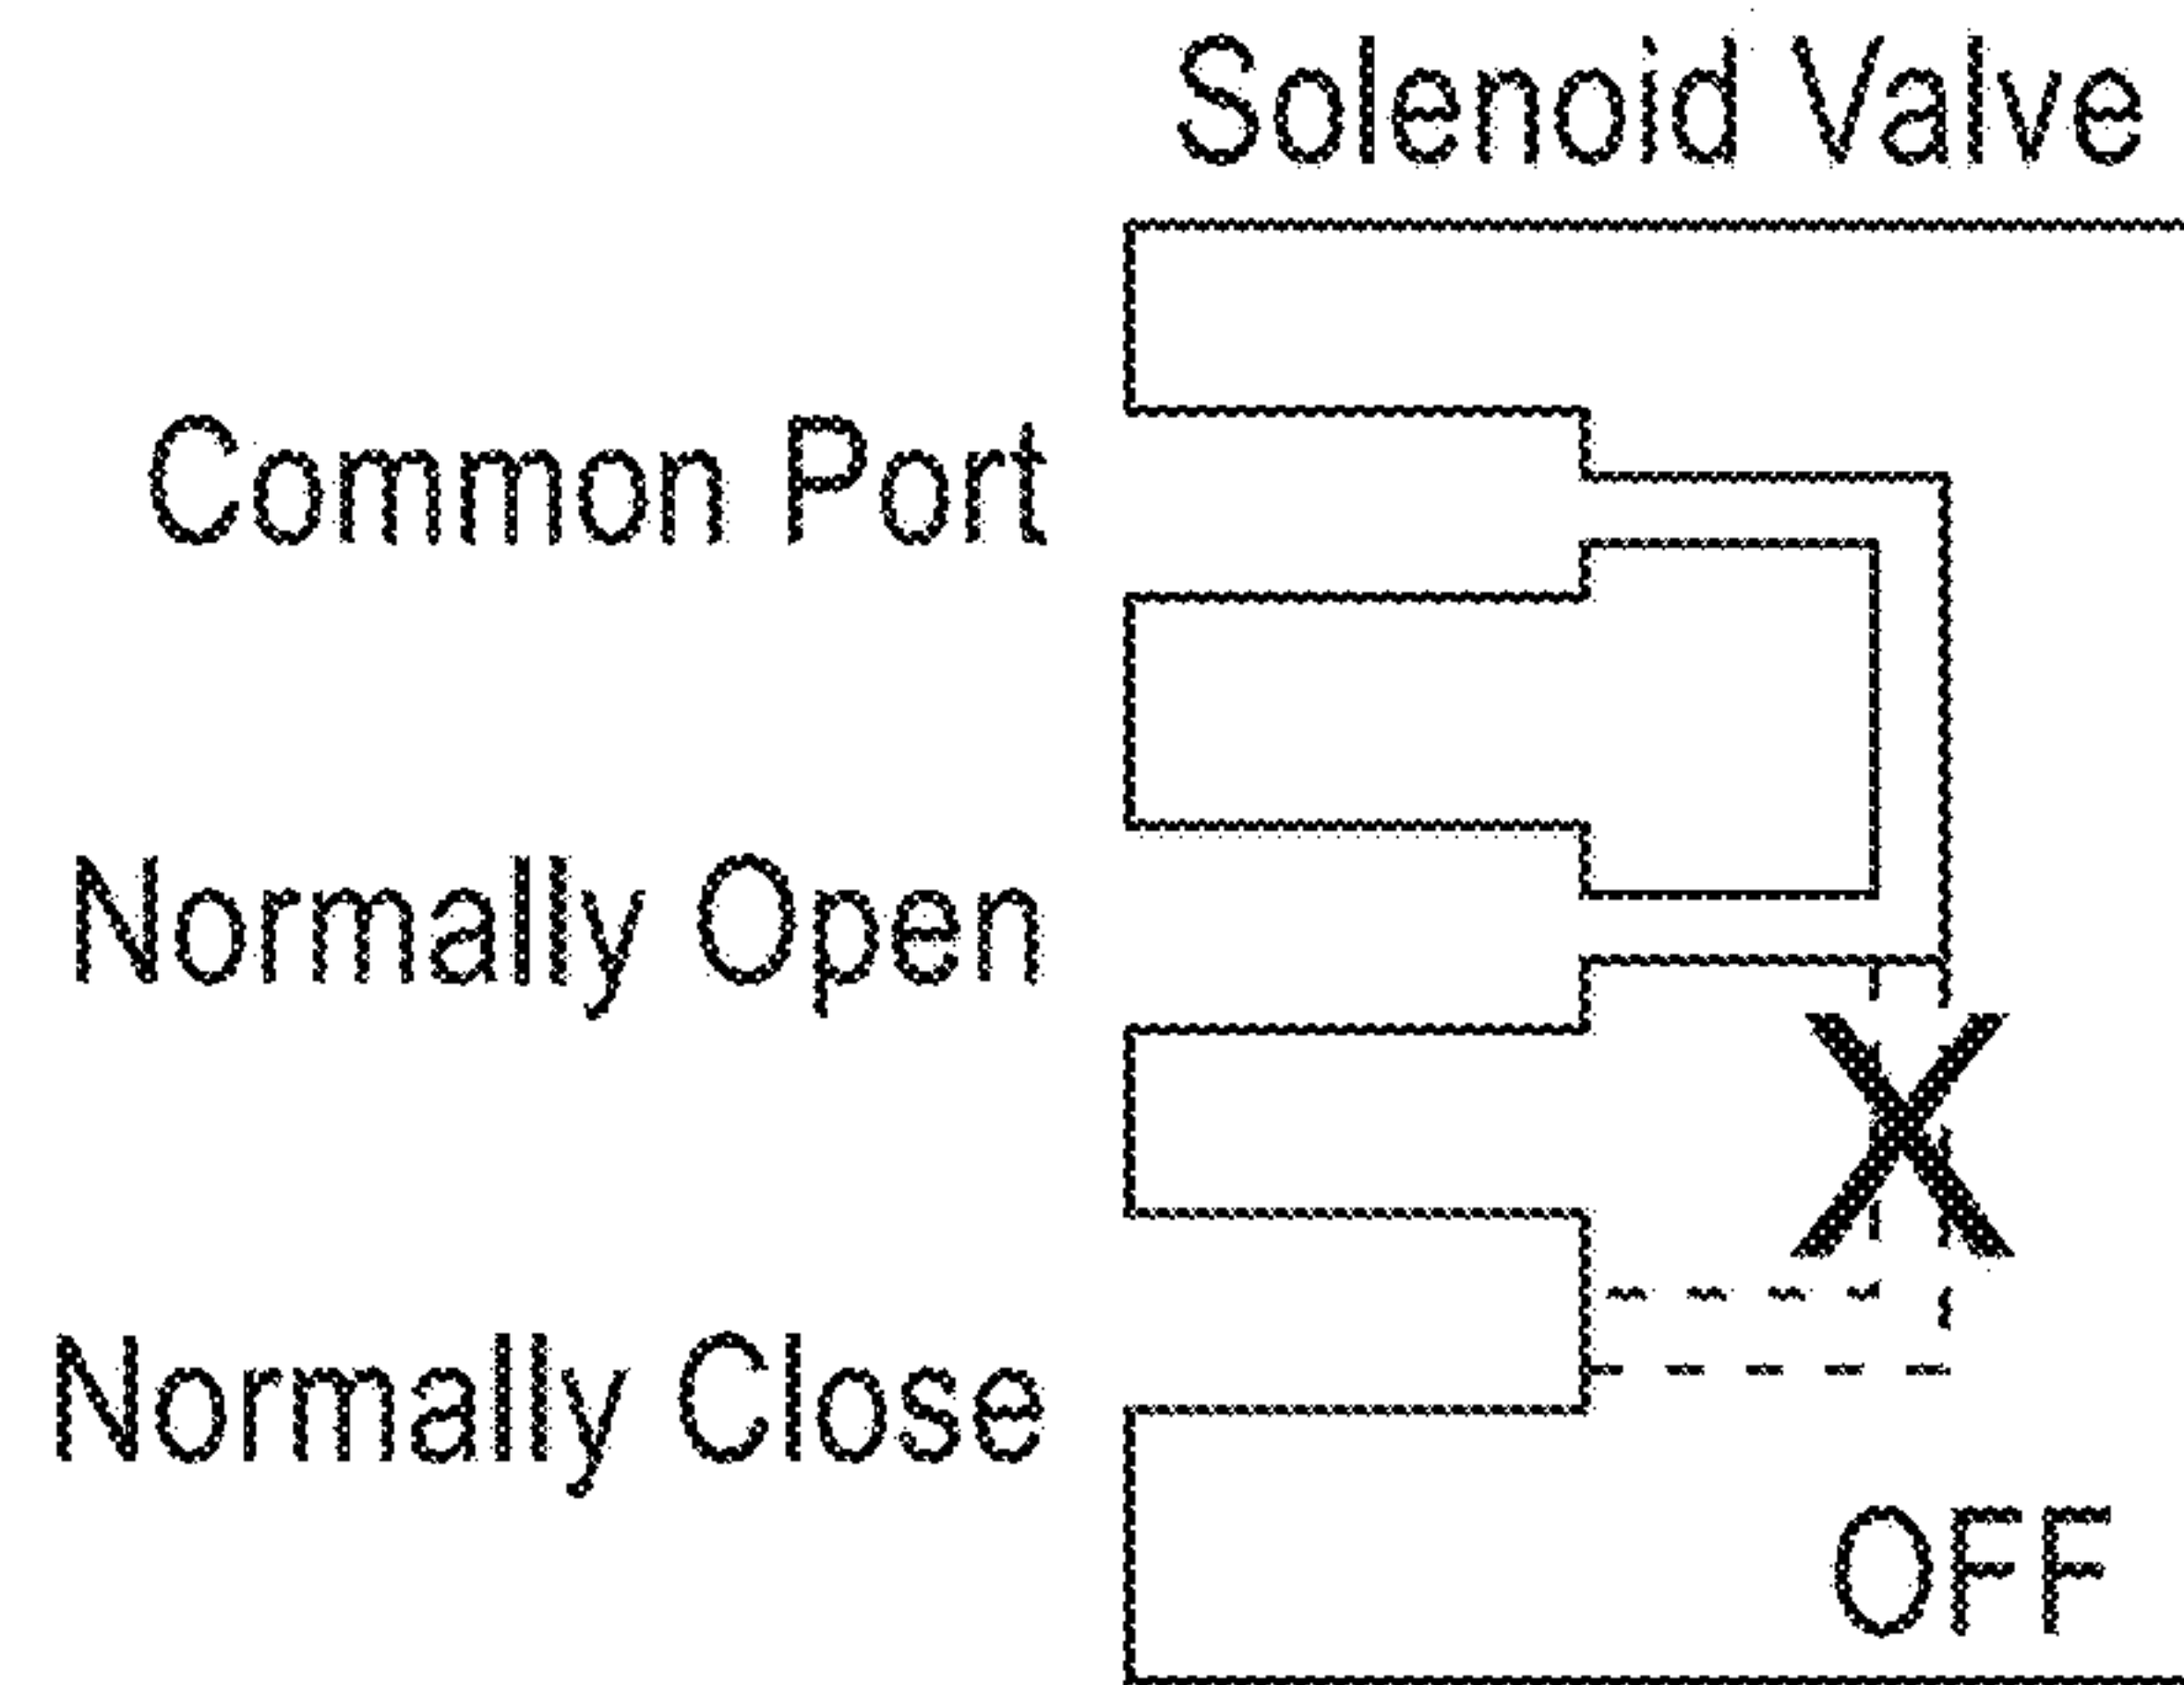 Solenoid Valve
Common Port
Normally Open
X
Normally Close
OFF